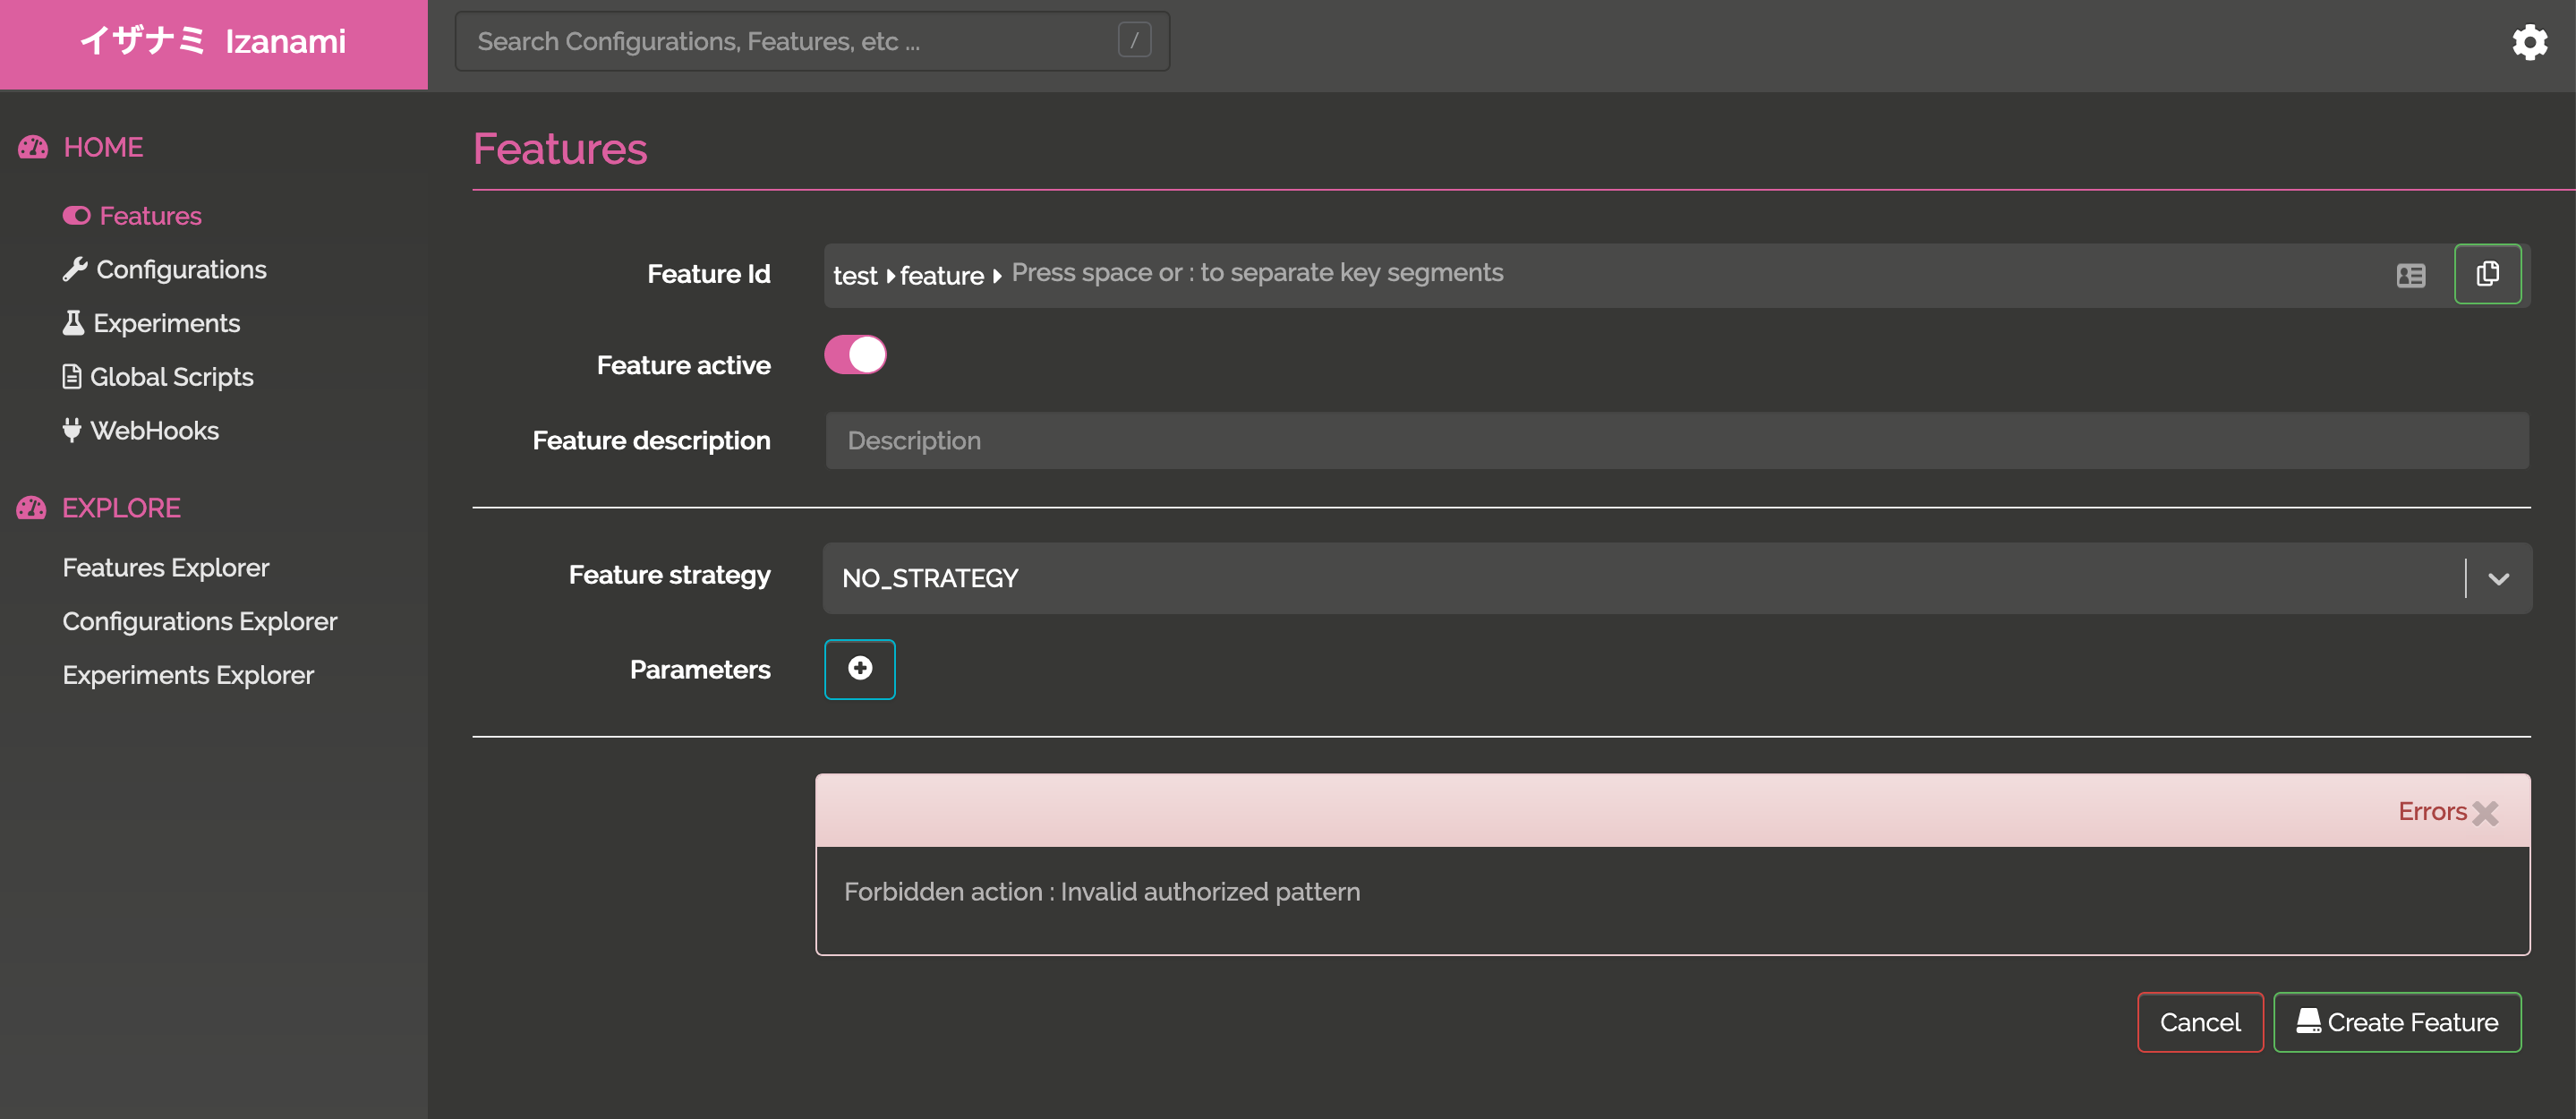 イザナミ Izanami
Search Configurations, Features, etc ... /
HOME
Features
Configurations
Experiments
Global Scripts
WebHooks
EXPLORE
Features Explorer
Configurations Explorer
Experiments Explorer
Features
Feature Id test feature Press space or : to separate key segments
Feature active
Feature description Description
Feature strategy NO_STRATEGY
Parameters
Errors
Forbidden action : Invalid authorized pattern
Cancel Create Feature